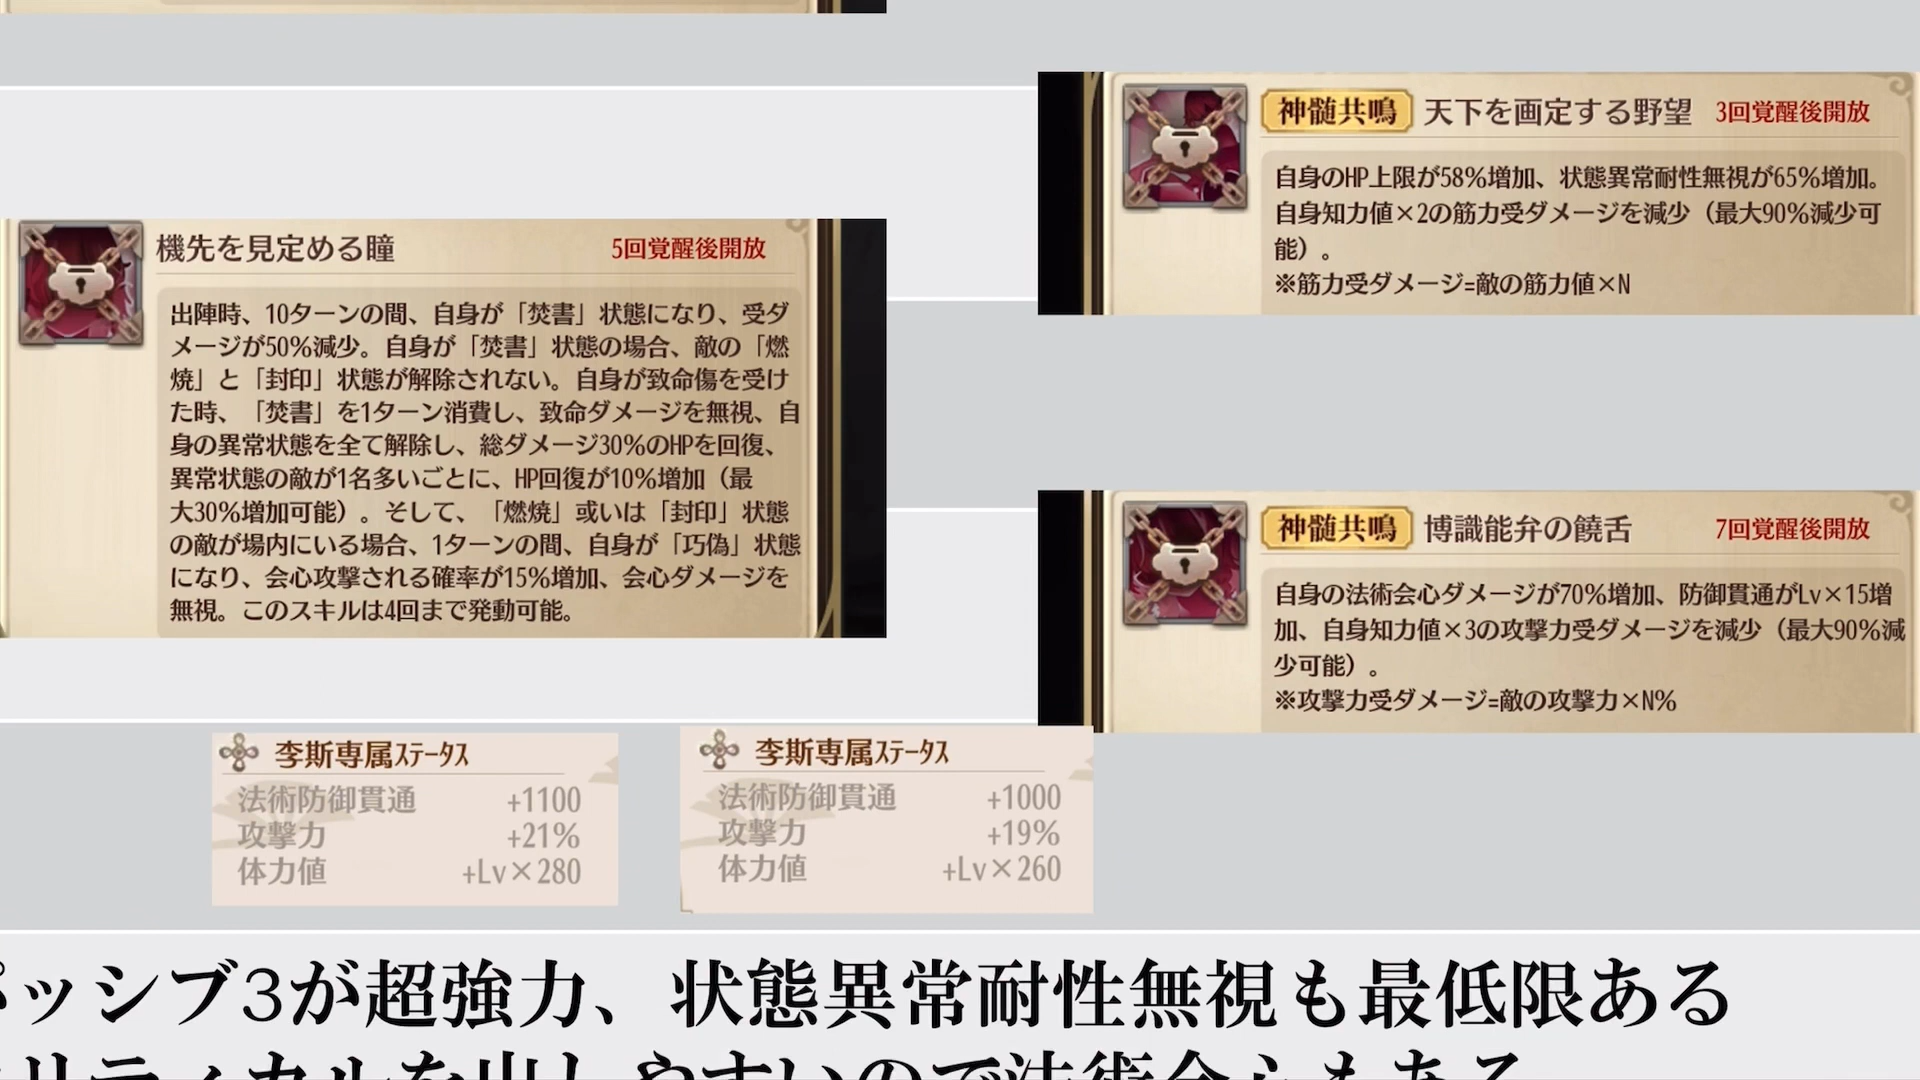 機先を見定める瞳 5回覚醒後開放
出陣時、10ターンの間、自身が「焚書」状態になり、受ダ
メージが50%減少。自身が「焚書」状態の場合、敵の「燃
焼」と「封印」状態が解除されない。自身が致命傷を受け
た時、「焚書」を1ターン消費し、致命ダメージを無視、自
身の異常状態を全て解除し、総ダメージ30%のHPを回復、
異常状態の敵が1名多いごとに、HP回復が10%増加（最
大30%増加可能）。そして、「燃焼」或いは「封印」状態
の敵が場内にいる場合、1ターンの間、自身が「巧偽」状態
になり、会心攻撃される確率が15%増加、会心ダメージを
無視。このスキルは4回まで発動可能。
神髄共鳴 天下を画定する野望 3回覚醒後開放
自身のHP上限が58%増加、状態異常耐性無視が65%増加。
自身知力値×2の筋力受ダメージを減少（最大90%減少可
能）。
※筋力受ダメージ=敵の筋力値×N
神髄共鳴 博識能弁の饒舌 7回覚醒後開放
自身の法術会心ダメージが70%増加、防御貫通がLv×15増
加、自身知力値×3の攻撃力受ダメージを減少（最大90%減
少可能）。
※攻撃力受ダメージ=敵の攻撃力×N%
李斯専属ステータス
法術防御貫通 +1100
攻撃力 +21%
体力値 +Lv×280
李斯専属ステータス
法術防御貫通 +1000
攻撃力 +19%
体力値 +Lv×260
パッシブ3が超強力、状態異常耐性無視も最低限ある